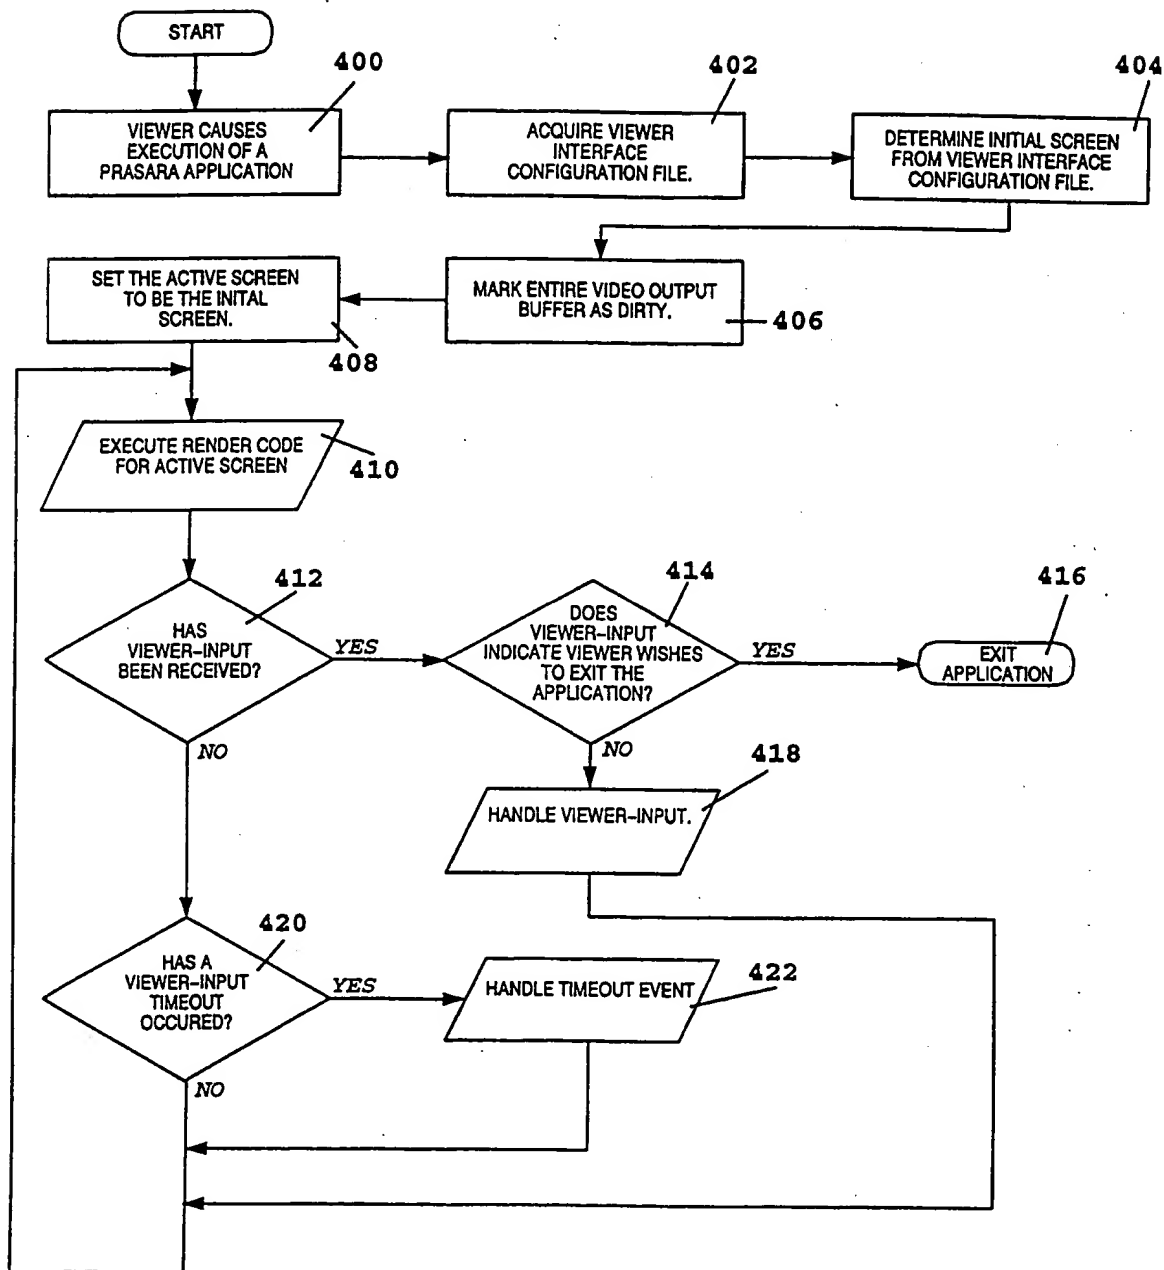 START
400
402
404
VIEWER CAUSES
EXECUTION OF A
PRASARA APPLICATION
ACQUIRE VIEWER
INTERFACE
CONFIGURATION FILE.
DETERMINE INITIAL SCREEN
FROM VIEWER INTERFACE
CONFIGURATION FILE.
SET THE ACTIVE SCREEN
TO BE THE INITAL
SCREEN.
408
MARK ENTIRE VIDEO OUTPUT
BUFFER AS DIRTY.
406
EXECUTE RENDER CODE
FOR ACTIVE SCREEN
410
412
HAS
VIEWER-INPUT
BEEN RECEIVED?
YES
NO
414
DOES
VIEWER-INPUT
INDICATE VIEWER WISHES
TO EXIT THE
APPLICATION?
YES
NO
416
EXIT
APPLICATION
418
HANDLE VIEWER-INPUT.
420
HAS A
VIEWER-INPUT
TIMEOUT
OCCURED?
YES
NO
HANDLE TIMEOUT EVENT
422